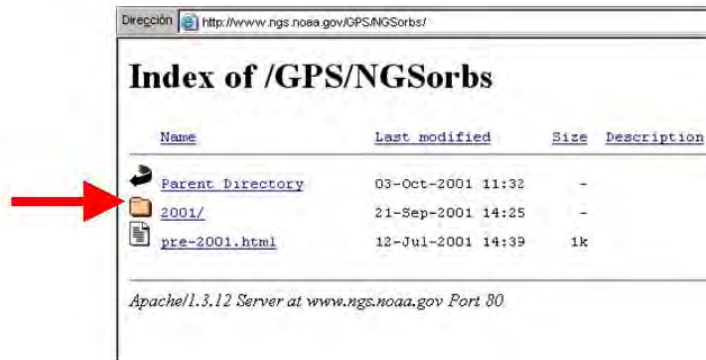 Dirección http://www.ngs.noaa.gov/GPS/NGSorbs/
Index of /GPS/NGSorbs
Name Last modified Size Description
Parent Directory 03-Oct-2001 11:32 -
2001/ 21-Sep-2001 14:25 -
pre-2001.html 12-Jul-2001 14:39 1k
Apache/1.3.12 Server at www.ngs.noaa.gov Port 80